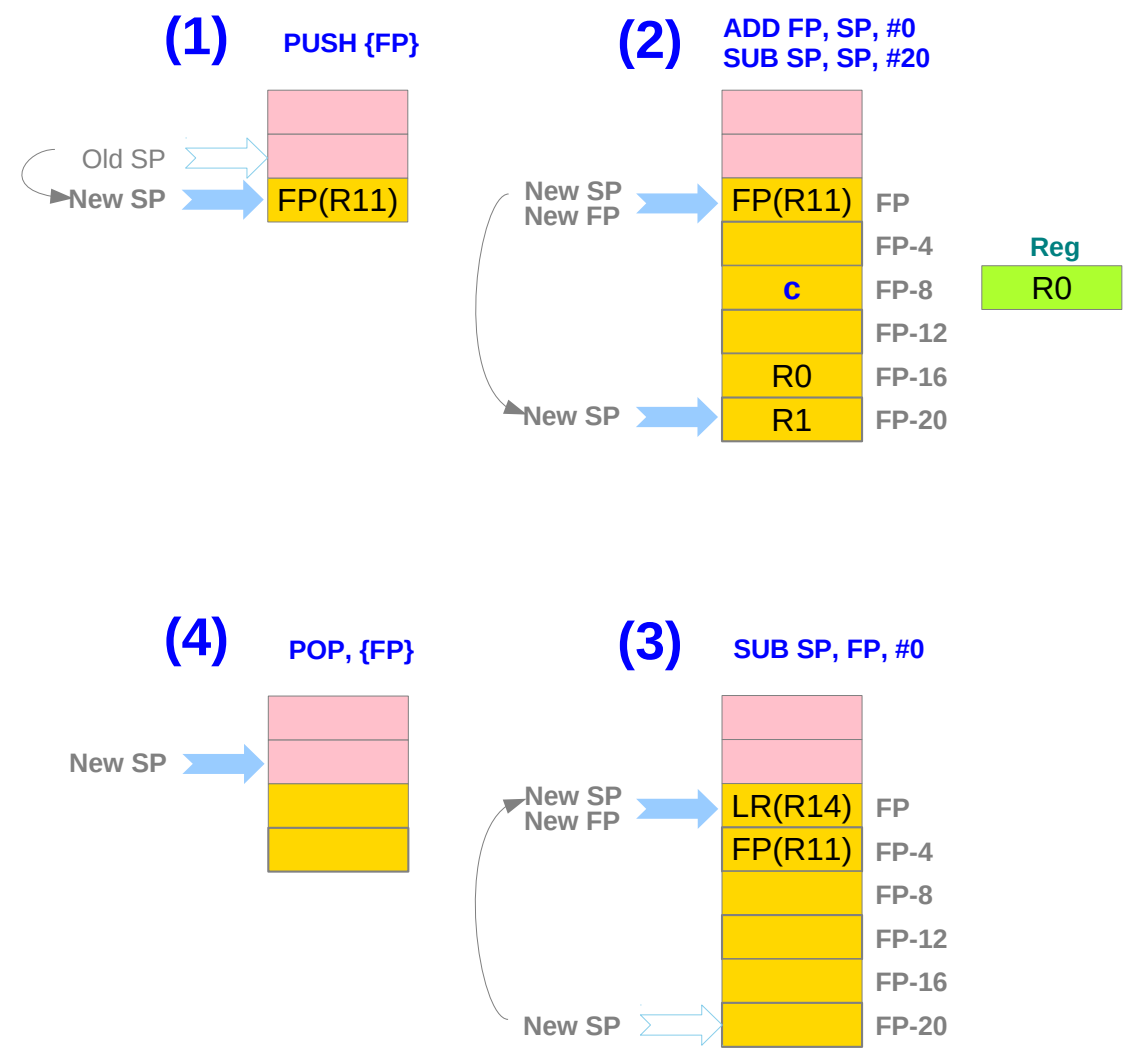 (1)
PUSH {FP}
Old SP
New SP
FP(R11)
(2)
ADD FP, SP, #0
SUB SP, SP, #20
New SP
New FP
FP(R11)
FP
FP-4
c
FP-8
FP-12
R0
FP-16
New SP
R1
FP-20
Reg
R0
(4)
POP, {FP}
New SP
(3)
SUB SP, FP, #0
New SP
New FP
LR(R14)
FP
FP(R11)
FP-4
FP-8
FP-12
FP-16
New SP
FP-20